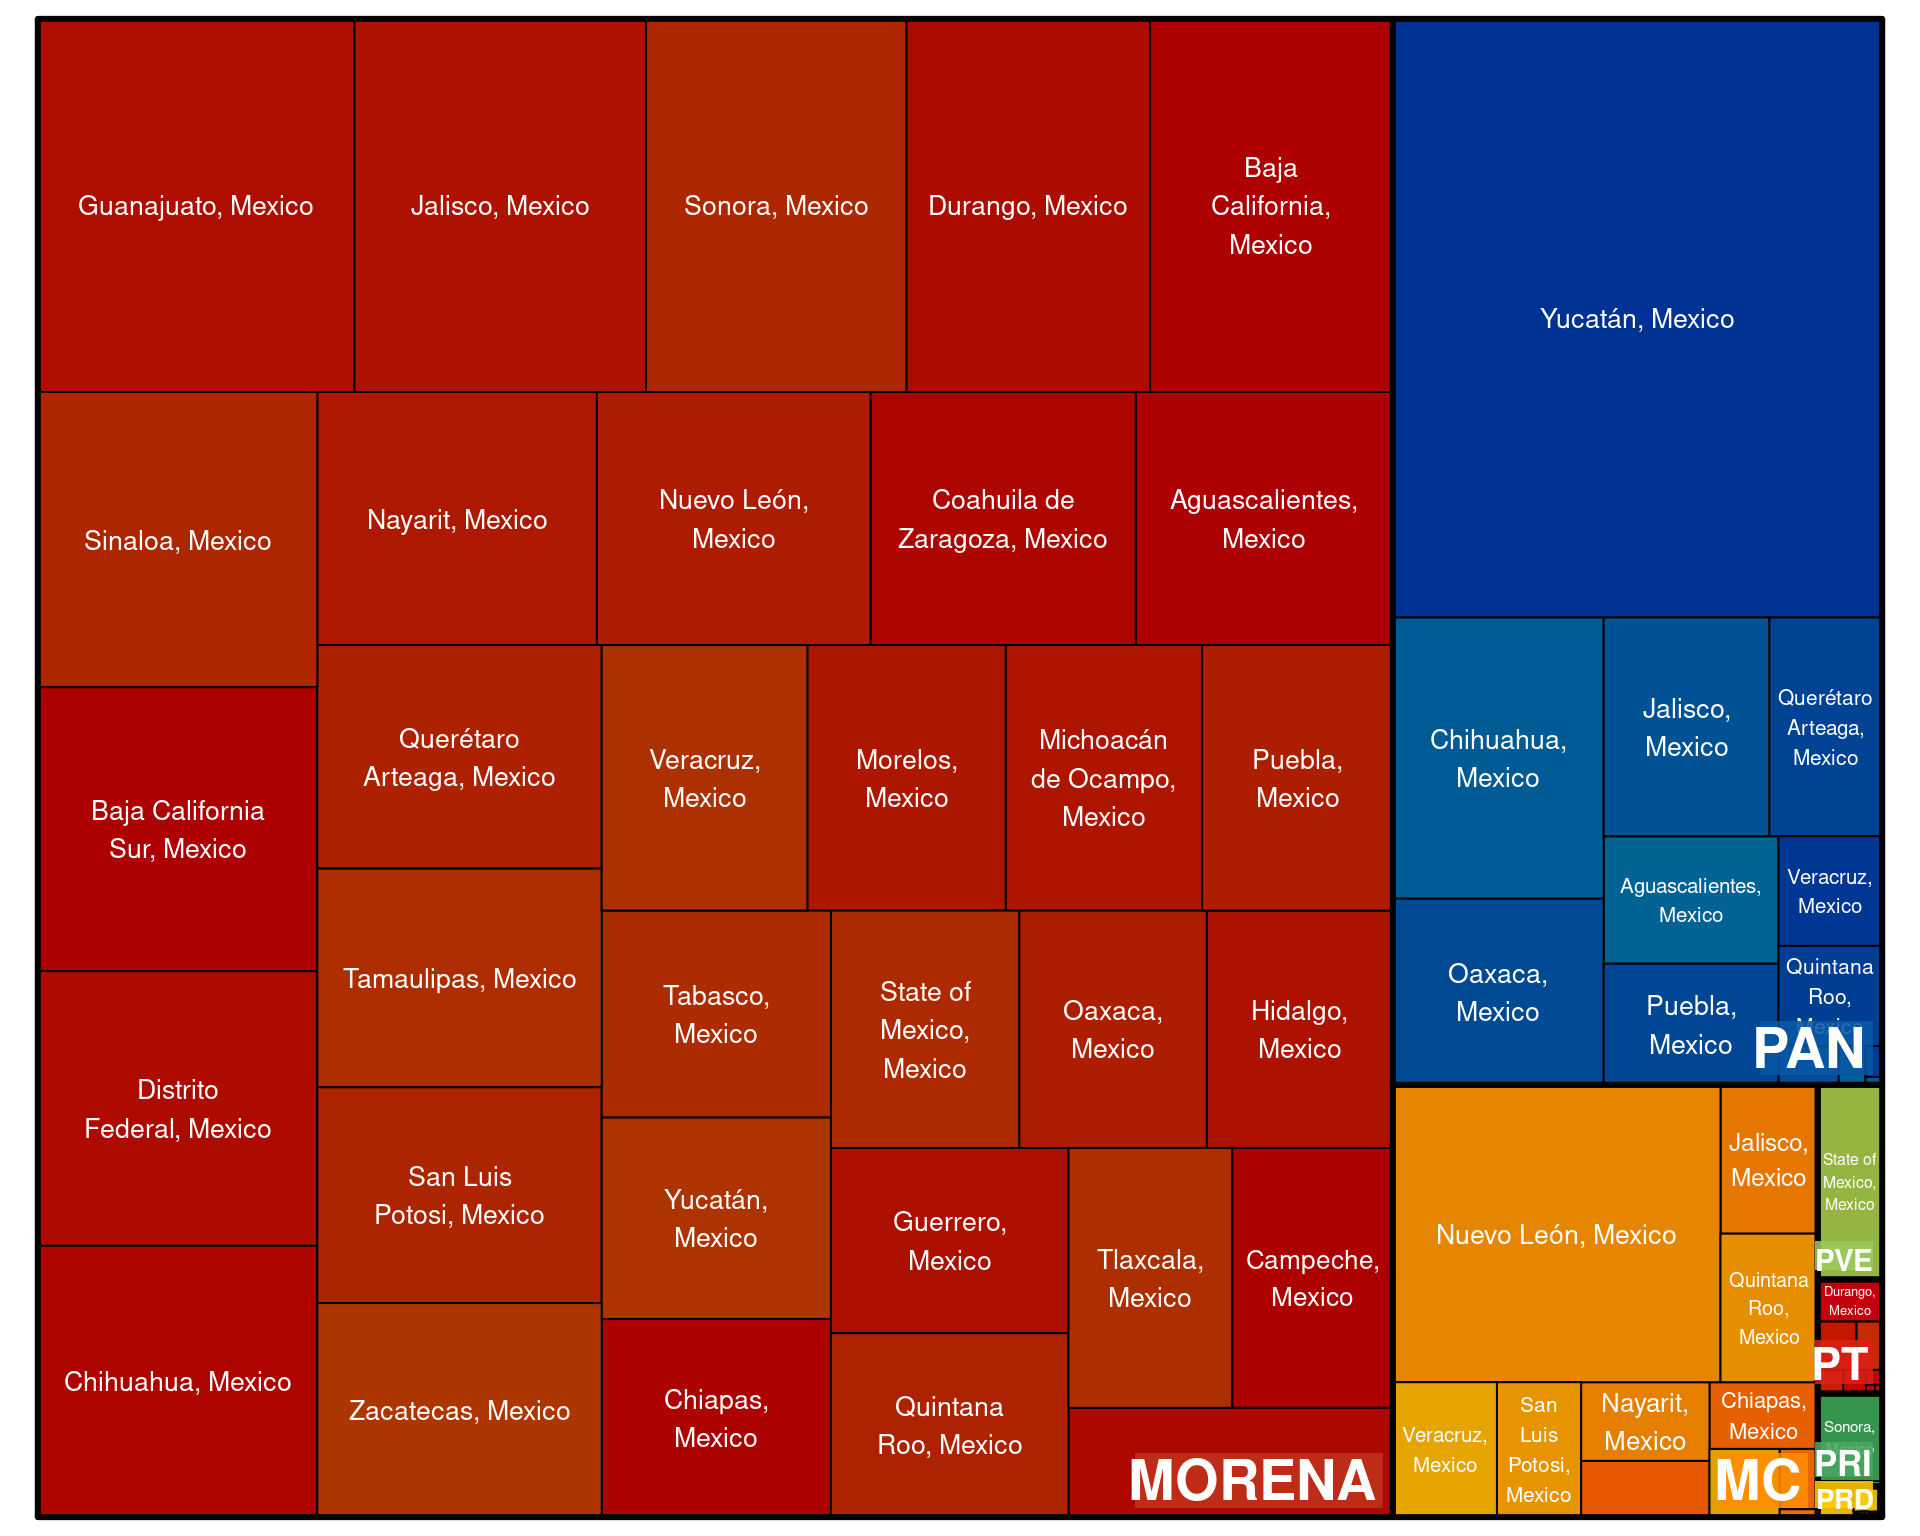 Guanajuato, Mexico
Jalisco, Mexico
Sonora, Mexico
Durango, Mexico
Baja
California,
Mexico
Sinaloa, Mexico
Nayarit, Mexico
Nuevo León,
Mexico
Coahuila de
Zaragoza, Mexico
Aguascalientes,
Mexico
Baja California
Sur, Mexico
Querétaro
Arteaga, Mexico
Veracruz,
Mexico
Morelos,
Mexico
Michoacán
de Ocampo,
Mexico
Puebla,
Mexico
Distrito
Federal, Mexico
Tamaulipas, Mexico
Tabasco,
Mexico
State of
Mexico,
Mexico
Oaxaca,
Mexico
Hidalgo,
Mexico
Chihuahua, Mexico
San Luis
Potosi, Mexico
Yucatán,
Mexico
Guerrero,
Mexico
Tlaxcala,
Mexico
Campeche,
Mexico
Zacatecas, Mexico
Chiapas,
Mexico
Quintana
Roo, Mexico
MORENA
Yucatán, Mexico
Chihuahua,
Mexico
Jalisco,
Mexico
Querétaro
Arteaga,
Mexico
Aguascalientes,
Mexico
Veracruz,
Mexico
Oaxaca,
Mexico
Puebla,
Mexico
Quintana
Roo,
Mexico
PAN
Nuevo León, Mexico
Jalisco,
Mexico
Quintana
Roo,
Mexico
Veracruz,
Mexico
San
Luis
Potosi,
Mexico
Nayarit,
Mexico
Chiapas,
Mexico
MC
State of
Mexico,
Mexico
PVE
Durango,
Mexico
PT
Sonora,
PRI
PRD